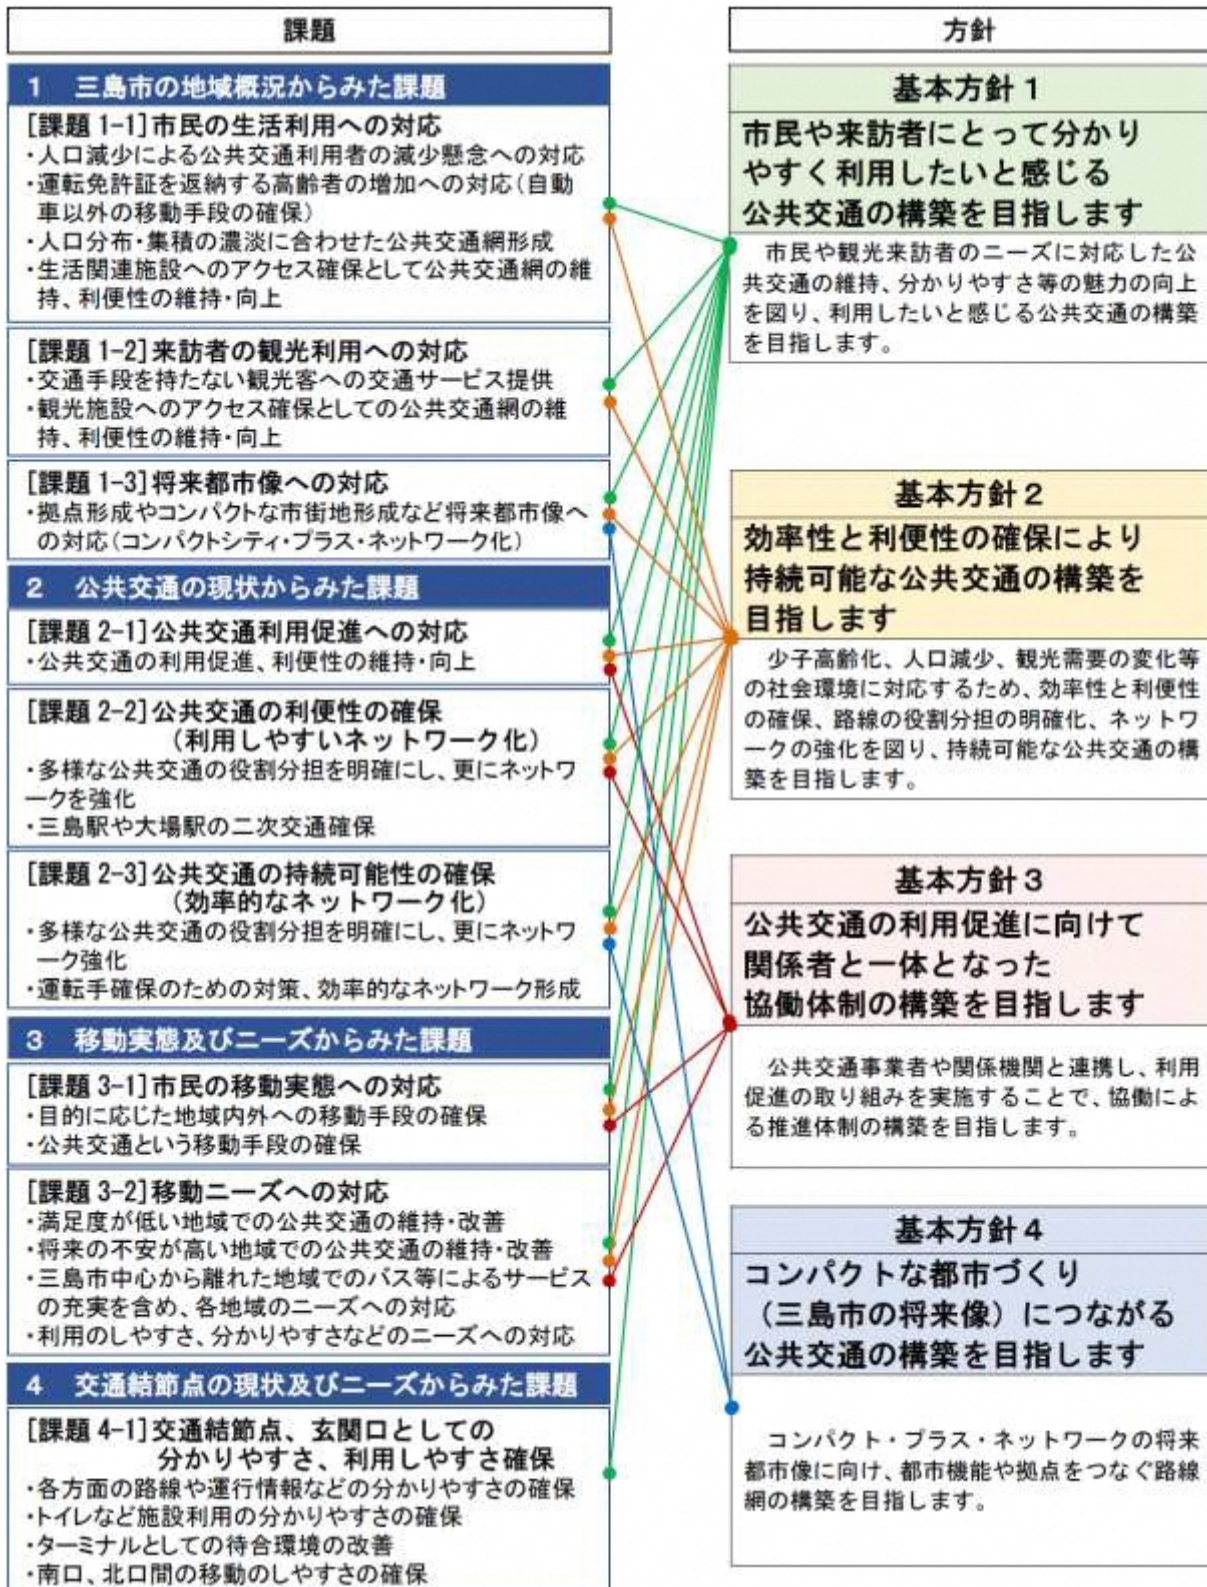 課題
1 三島市の地域概況からみた課題
[課題 1-1]市民の生活利用への対応
・人口減少による公共交通利用者の減少懸念への対応
・運転免許証を返納する高齢者の増加への対応(自動
車以外の移動手段の確保)
・人口分布・集積の濃淡に合わせた公共交通網形成
・生活関連施設へのアクセス確保として公共交通網の維
持、利便性の維持・向上
[課題 1-2]来訪者の観光利用への対応
・交通手段を持たない観光客への交通サービス提供
・観光施設へのアクセス確保としての公共交通網の維
持、利便性の維持・向上
[課題 1-3]将来都市像への対応
・拠点形成やコンパクトな市街地形成など将来都市像へ
の対応(コンパクトシティ・プラス・ネットワーク化)
2 公共交通の現状からみた課題
[課題 2-1]公共交通利用促進への対応
・公共交通の利用促進、利便性の維持・向上
[課題 2-2]公共交通の利便性の確保
(利用しやすいネットワーク化)
・多様な公共交通の役割分担を明確にし、更にネットワ
ークを強化
・三島駅や大場駅の二次交通確保
[課題 2-3]公共交通の持続可能性の確保
(効率的なネットワーク化)
・多様な公共交通の役割分担を明確にし、更にネットワ
ーク強化
・運転手確保のための対策、効率的なネットワーク形成
3 移動実態及びニーズからみた課題
[課題 3-1]市民の移動実態への対応
・目的に応じた地域内外への移動手段の確保
・公共交通という移動手段の確保
[課題 3-2]移動ニーズへの対応
・満足度が低い地域での公共交通の維持・改善
・将来の不安が高い地域での公共交通の維持・改善
・三島市中心から離れた地域でのバス等によるサービス
の充実を含め、各地域のニーズへの対応
・利用のしやすさ、分かりやすさなどのニーズへの対応
4 交通結節点の現状及びニーズからみた課題
[課題 4-1]交通結節点、玄関口としての
分かりやすさ、利用しやすさ確保
・各方面の路線や運行情報などの分かりやすさの確保
・トイレなど施設利用の分かりやすさの確保
・ターミナルとしての待合環境の改善
・南口、北口間の移動のしやすさの確保
方針
基本方針1
市民や来訪者にとって分かり
やすく利用したいと感じる
公共交通の構築を目指します
市民や観光来訪者のニーズに対応した公
共交通の維持、分かりやすさ等の魅力の向上
を図り、利用したいと感じる公共交通の構築
を目指します。
基本方針2
効率性と利便性の確保により
持続可能な公共交通の構築を
目指します
少子高齢化、人口減少、観光需要の変化等
の社会環境に対応するため、効率性と利便性
の確保、路線の役割分担の明確化、ネットワ
ークの強化を図り、持続可能な公共交通の構
築を目指します。
基本方針3
公共交通の利用促進に向けて
関係者と一体となった
協働体制の構築を目指します
公共交通事業者や関係機関と連携し、利用
促進の取り組みを実施することで、協働によ
る推進体制の構築を目指します。
基本方針4
コンパクトな都市づくり
(三島市の将来像)につながる
公共交通の構築を目指します
コンパクト・プラス・ネットワークの将来
都市像に向け、都市機能や拠点をつなぐ路線
網の構築を目指します。